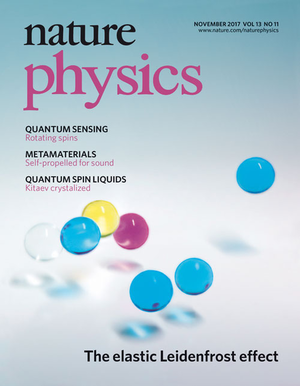 NOVEMBER 2017 VOL 13 NO 11
www.nature.com/naturephysics
nature
physics
QUANTUM SENSING
Rotating spins
METAMATERIALS
Self-propelled for sound
QUANTUM SPIN LIQUIDS
Kitaev crystalized
The elastic Leidenfrost effect